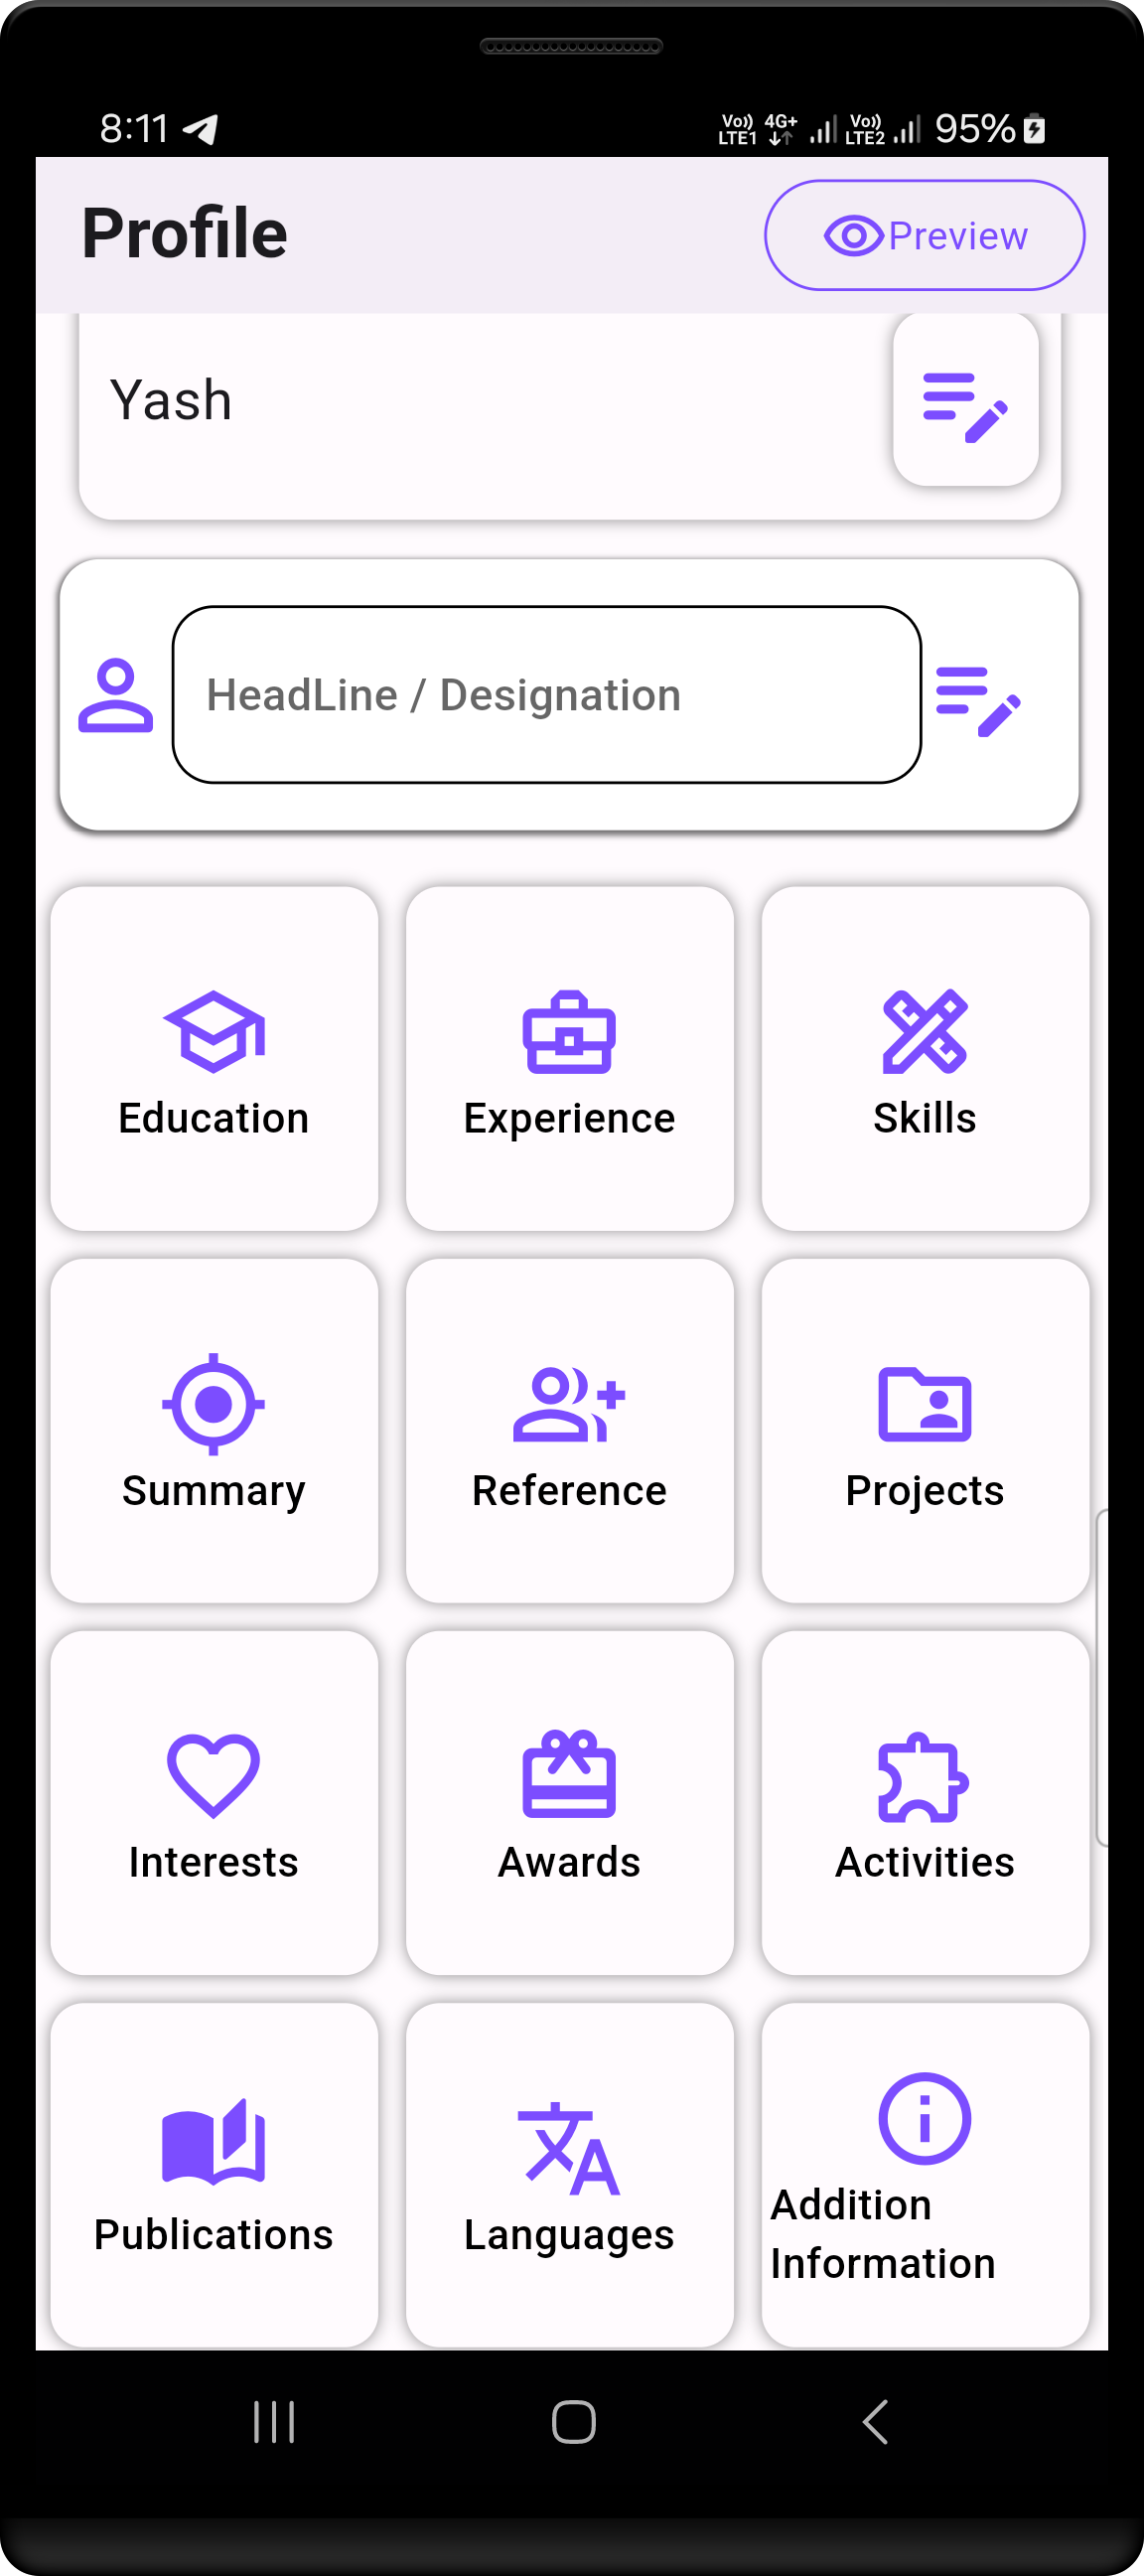 8:11 Vo)) LTE1 4G+ Vo)) LTE2 95%
Profile
Preview
Yash
HeadLine / Designation
Education Experience Skills
Summary Reference Projects
Interests Awards Activities
Publications Languages Addition
Information